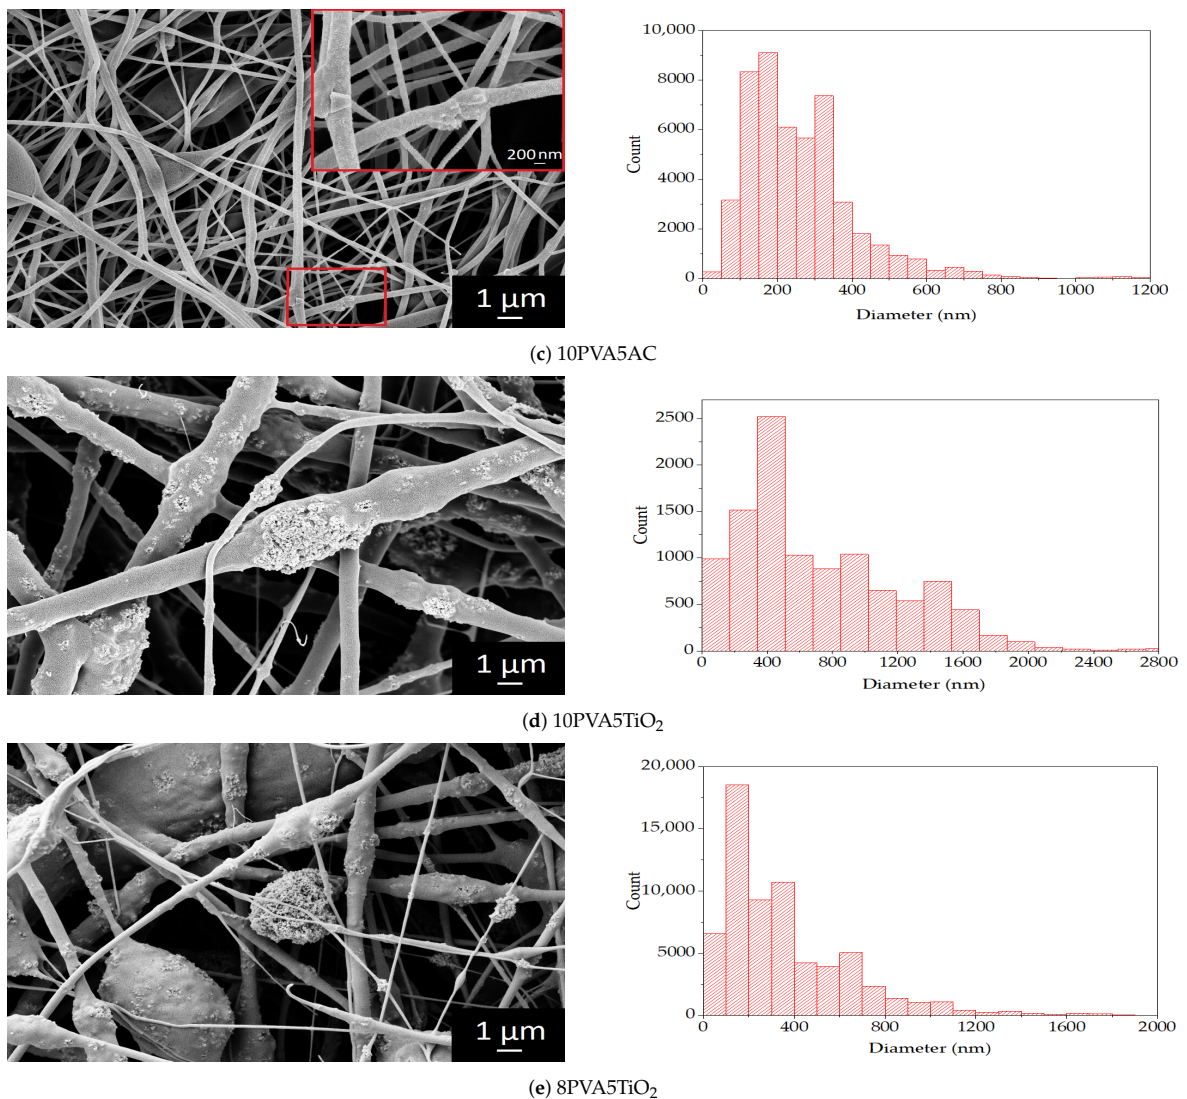 200 nm
1 µm
10,000
8000
6000
4000
2000
0
Count
0 200 400 600 800 1000 1200
Diameter (nm)
(c) 10PVA5AC
1 µm
2500
2000
1500
1000
500
0
Count
0 400 800 1200 1600 2000 2400 2800
Diameter (nm)
(d) 10PVA5TiO₂
1 µm
20,000
15,000
10,000
5000
0
Count
0 400 800 1200 1600 2000
Diameter (nm)
(e) 8PVA5TiO₂